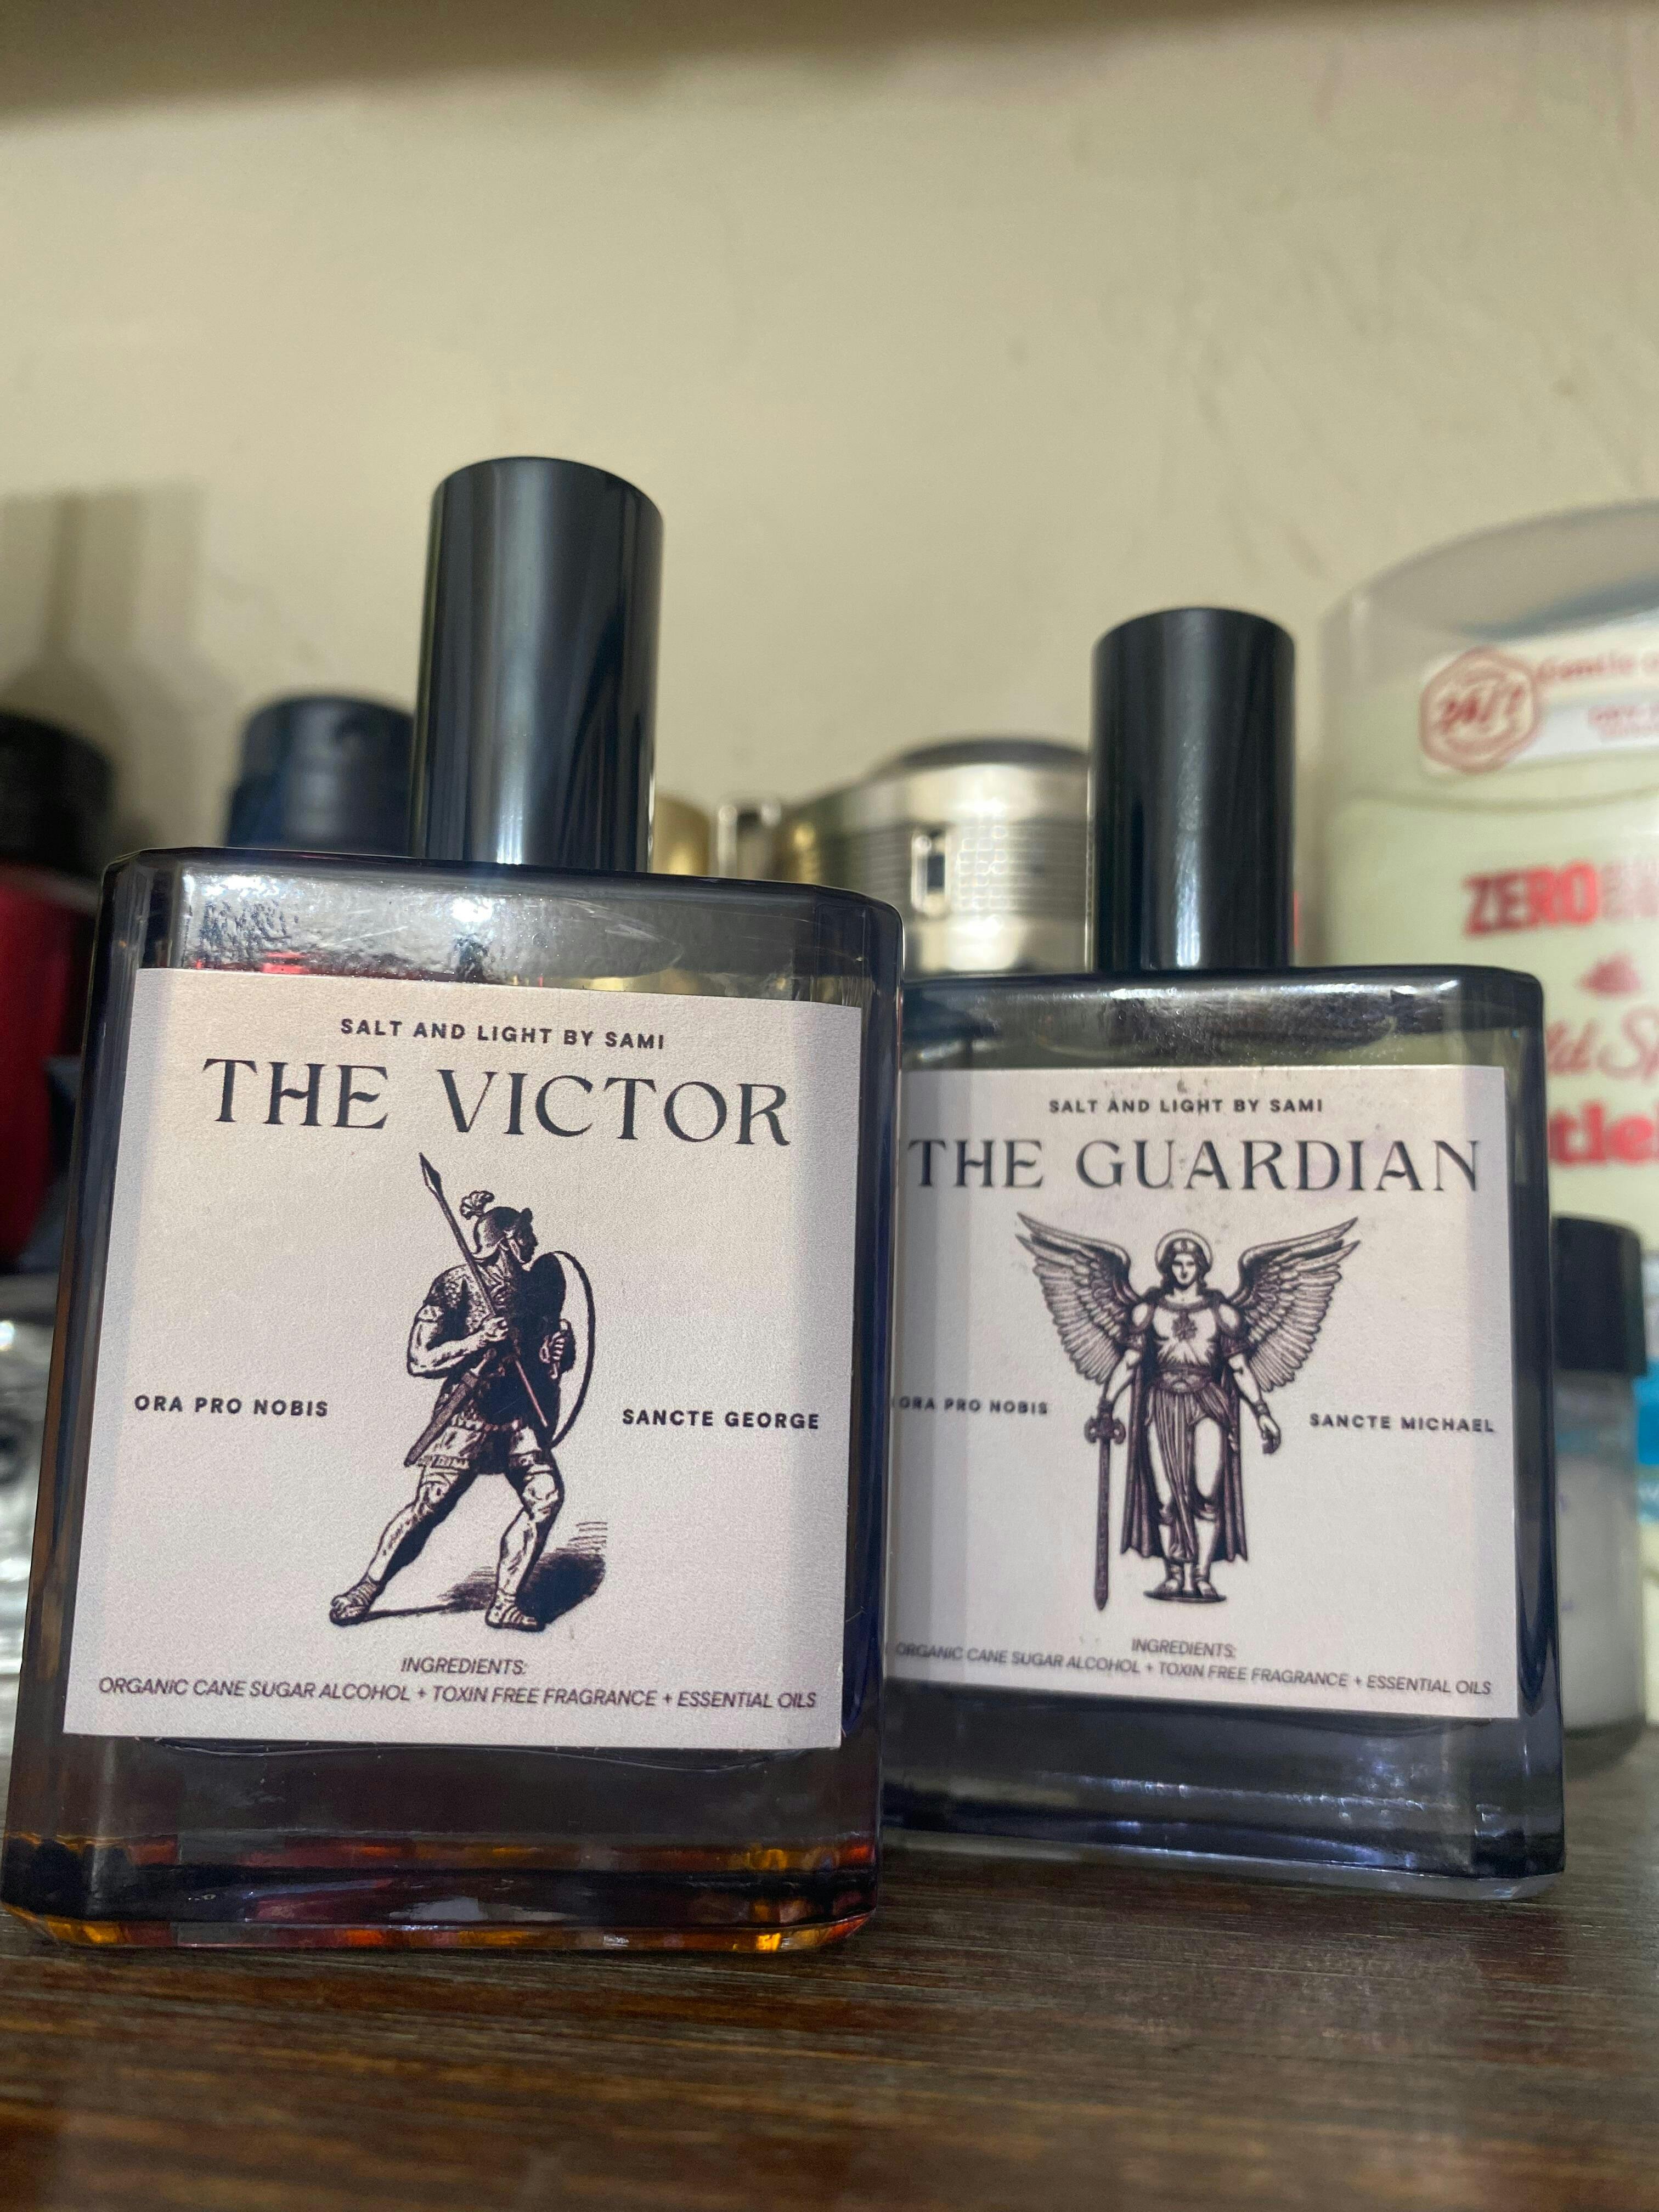 SALT AND LIGHT BY SAMI
THE VICTOR
ORA PRO NOBIS
SANCTE GEORGE
INGREDIENTS:
ORGANIC CANE SUGAR ALCOHOL + TOXIN FREE FRAGRANCE + ESSENTIAL OILS
SALT AND LIGHT BY SAMI
THE GUARDIAN
ORA PRO NOBIS
SANCTE MICHAEL
INGREDIENTS:
ORGANIC CANE SUGAR ALCOHOL + TOXIN FREE FRAGRANCE + ESSENTIAL OILS
24/7
ZERO